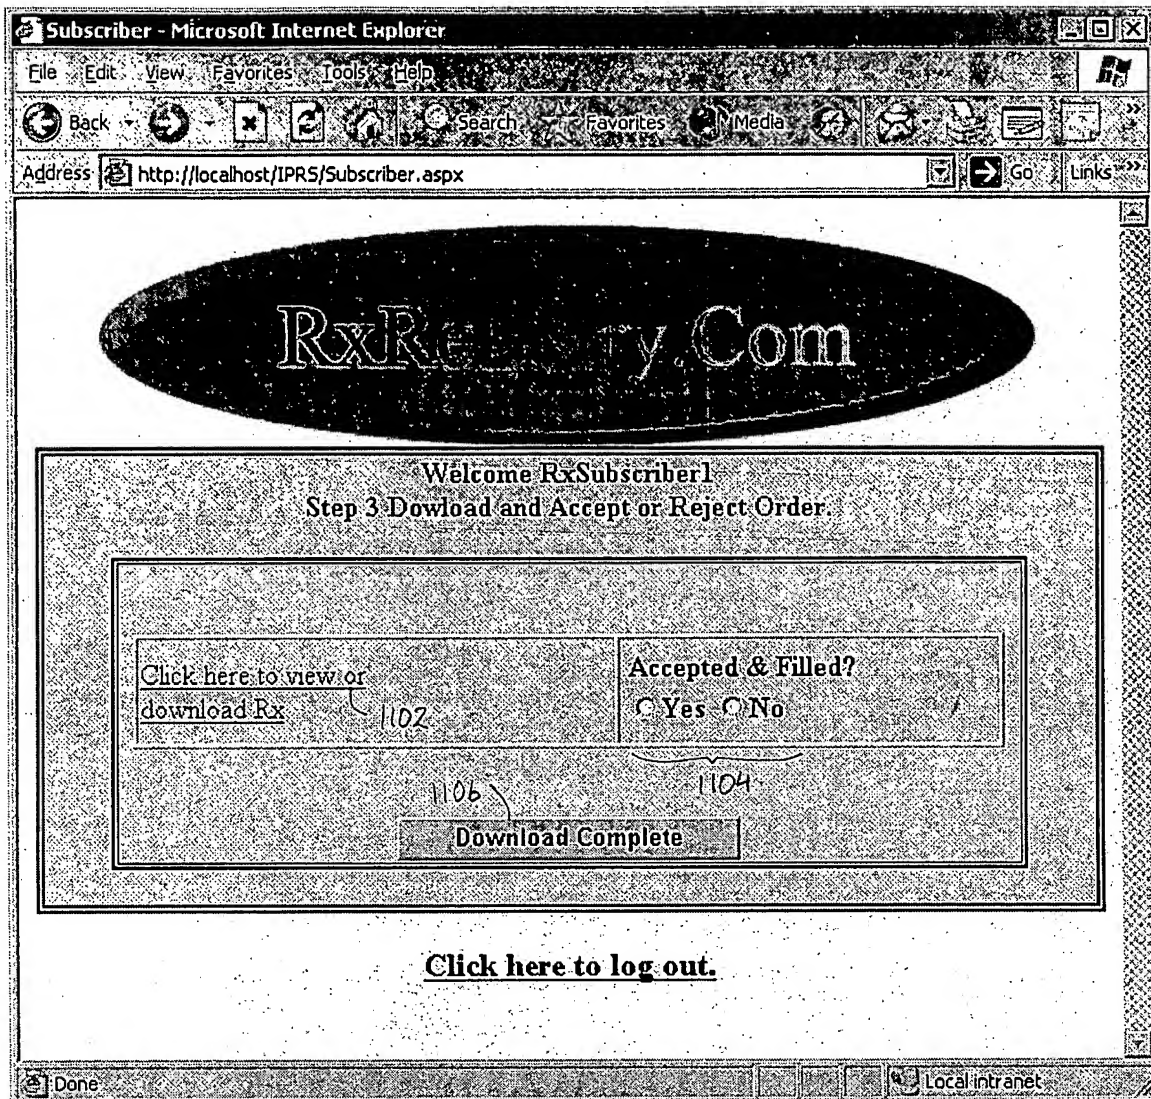 Subscriber - Microsoft Internet Explorer
File Edit View Favorites Tools Help
Back Search Favorites Media
Address http://localhost/IPRS/Subscriber.aspx Go Links
Welcome RxSubscriber1
Step 3 Dowload and Accept or Reject Order.
Click here to view or
download Rx
1102
Accepted & Filled?
Yes No
1104
1106
Download Complete
Click here to log out.
Done Local intranet